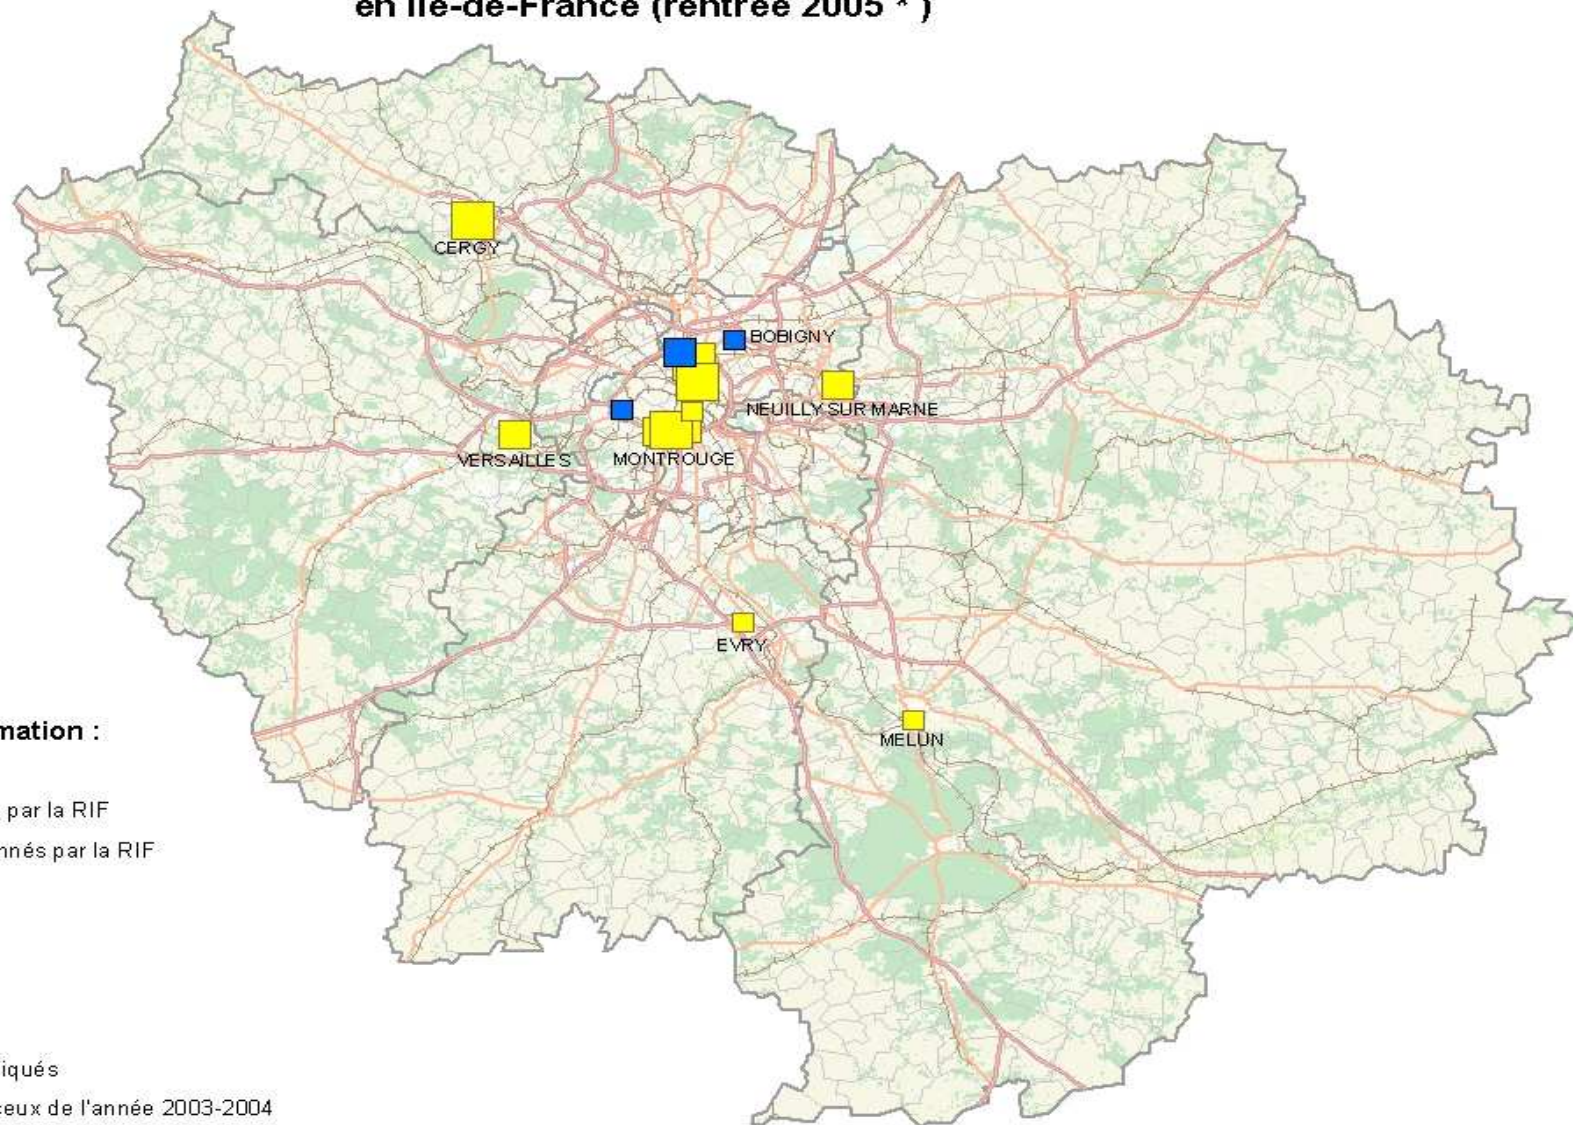 en Ile-de-France (rentrée 2005 * )
CERGY
BOBIGNY
NEUILLY SUR MARNE
VERSAILLES
MONTROUGE
EVRY
MELUN
mation :
par la RIF
nnés par la RIF
iqués
ceux de l'année 2003-2004